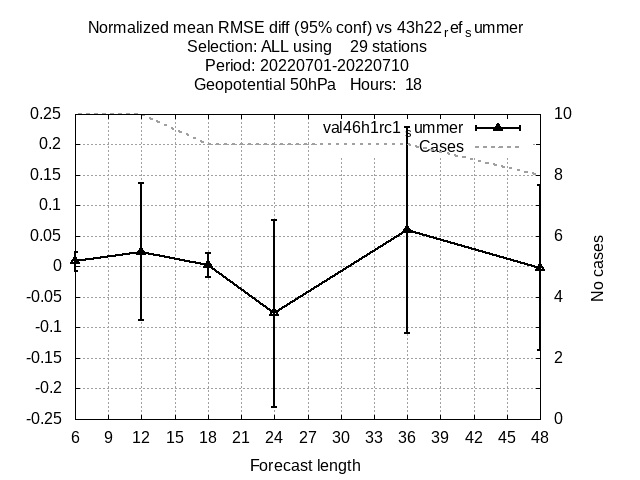 Normalized mean RMSE diff (95% conf) vs 43h22refsummer
Selection: ALL using    29 stations
Period: 20220701-20220710
Geopotential 50hPa   Hours:  18
val46h1rc1summer
Cases
0.25
0.2
0.15
0.1
0.05
0
-0.05
-0.1
-0.15
-0.2
-0.25
10
8
6
4
2
0
No cases
6 9 12 15 18 21 24 27 30 33 36 39 42 45 48
Forecast length